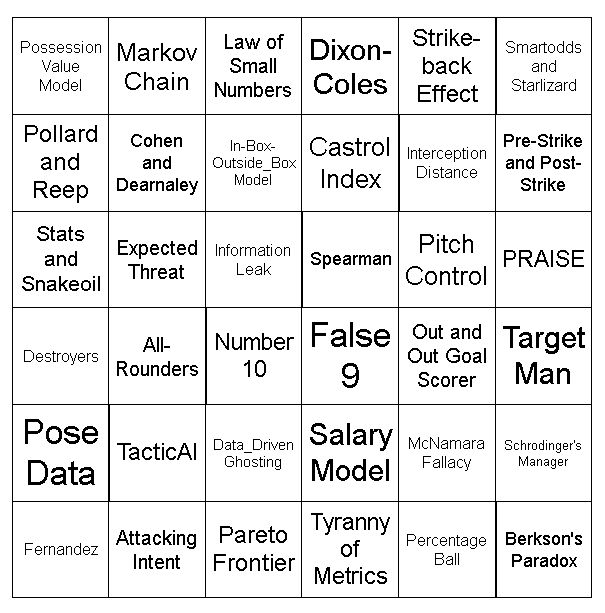 Possession
Value
Model
Markov
Chain
Law of
Small
Numbers
Dixon-
Coles
Strike-
back
Effect
Smartodds
and
Starlizard
Pollard
and
Reep
Cohen
and
Dearnaley
In-Box-
Outside_Box
Model
Castrol
Index
Interception
Distance
Pre-Strike
and Post-
Strike
Stats
and
Snakeoil
Expected
Threat
Information
Leak
Spearman
Pitch
Control
PRAISE
Destroyers
All-
Rounders
Number
10
False
9
Out and
Out Goal
Scorer
Target
Man
Pose
Data
TacticAI
Data_Driven
Ghosting
Salary
Model
McNamara
Fallacy
Schrodinger's
Manager
Fernandez
Attacking
Intent
Pareto
Frontier
Tyranny
of
Metrics
Percentage
Ball
Berkson's
Paradox